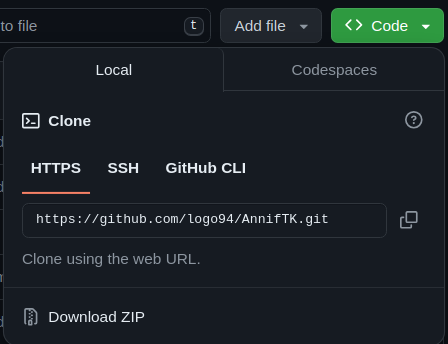 to file
t
Add file
Code
Local
Codespaces
Clone
HTTPS
SSH
GitHub CLI
https://github.com/logo94/AnnifTK.git
Clone using the web URL.
Download ZIP